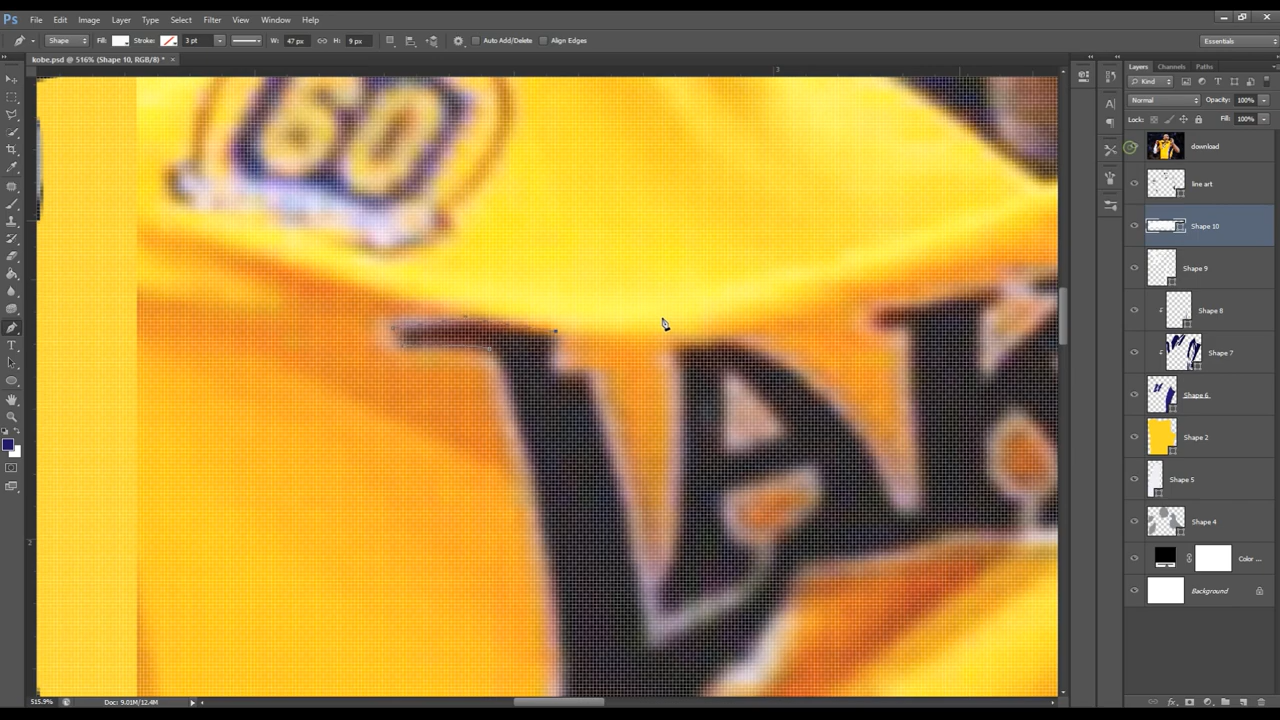 Ps File Edit Image Layer Type Select Filter View Window Help
Shape Fill: Stroke: 3 pt W: 47 px H: 9 px Auto Add/Delete Align Edges Essentials
kobe.psd @ 516% (Shape 10, RGB/8) * ×
3
60
LAK
2
Layers Channels Paths
Kind
Normal Opacity: 100%
Lock: Fill: 100%
download
line art
Shape 10
Shape 9
Shape 8
Shape 7
Shape 6
Shape 2
Shape 5
Shape 4
Color ...
Background
515.9% Doc: 9.01M/12.4M